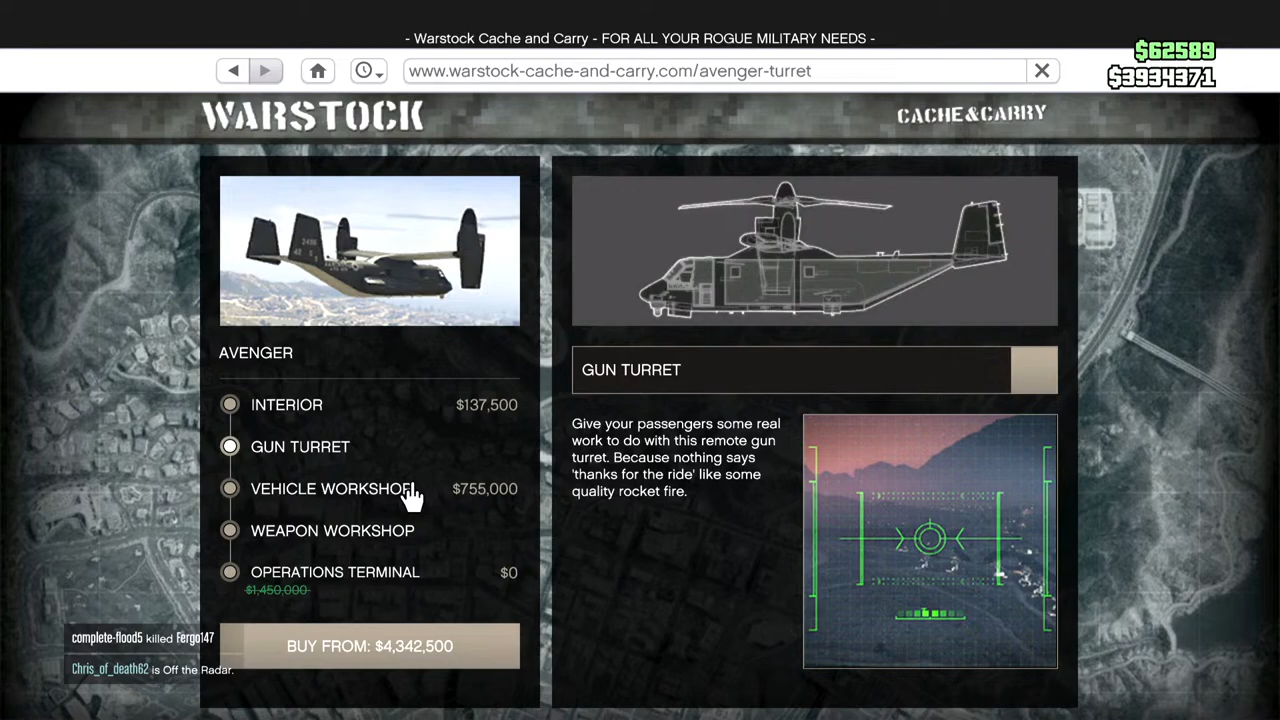 - Warstock Cache and Carry - FOR ALL YOUR ROGUE MILITARY NEEDS -
$62589
www.warstock-cache-and-carry.com/avenger-turret
$3934371
WARSTOCK
CACHE&CARRY
AVENGER
INTERIOR $137,500
GUN TURRET
VEHICLE WORKSHOP $755,000
WEAPON WORKSHOP
OPERATIONS TERMINAL $0
$1,450,000
BUY FROM: $4,342,500
GUN TURRET
Give your passengers some real
work to do with this remote gun
turret. Because nothing says
'thanks for the ride' like some
quality rocket fire.
complete-flood5 killed Fergo147
Chris_of_death62 is Off the Radar.